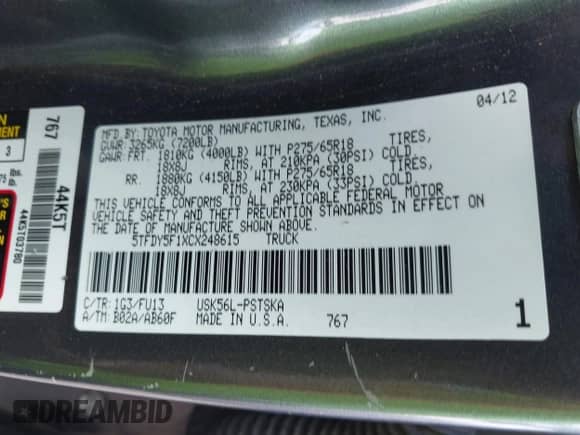 04/12
MFD.BY:TOYOTA MOTOR MANUFACTURING, TEXAS, INC.
GVWR: 3265KG (7200LB)
GAWR: FRT. 1810KG (4000LB) WITH P275/65R18 TIRES,
18X8J RIMS, AT 210KPA (30PSI) COLD.
RR. 1880KG (4150LB) WITH P275/65R18 TIRES,
18X8J RIMS, AT 230KPA (33PSI) COLD.
THIS VEHICLE CONFORMS TO ALL APPLICABLE FEDERAL MOTOR
VEHICLE SAFETY AND THEFT PREVENTION STANDARDS IN EFFECT ON
THE DATE OF MANUFACTURE SHOWN ABOVE.
5TFDY5F1XCX248615 TRUCK
C/TR: 1G3/FU13 USK56L-PSTSKA
A/TM: B02A/AB60F MADE IN U.S.A. 767
1
767
44K5T
44K5T03780
3
lbs.
lb.
DREAMBID